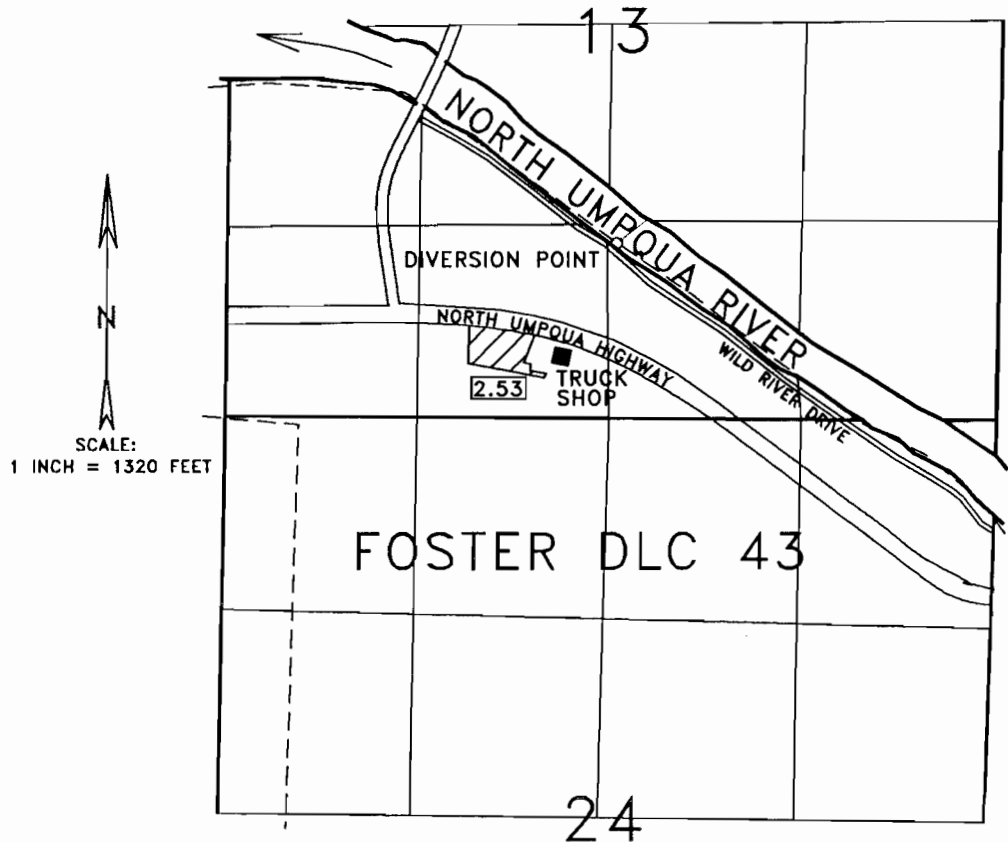 13
NORTH UMPQUA RIVER
DIVERSION POINT
NORTH UMPQUA HIGHWAY
WILD RIVER DRIVE
2.53
TRUCK
SHOP
N
SCALE:
1 INCH = 1320 FEET
FOSTER DLC 43
24